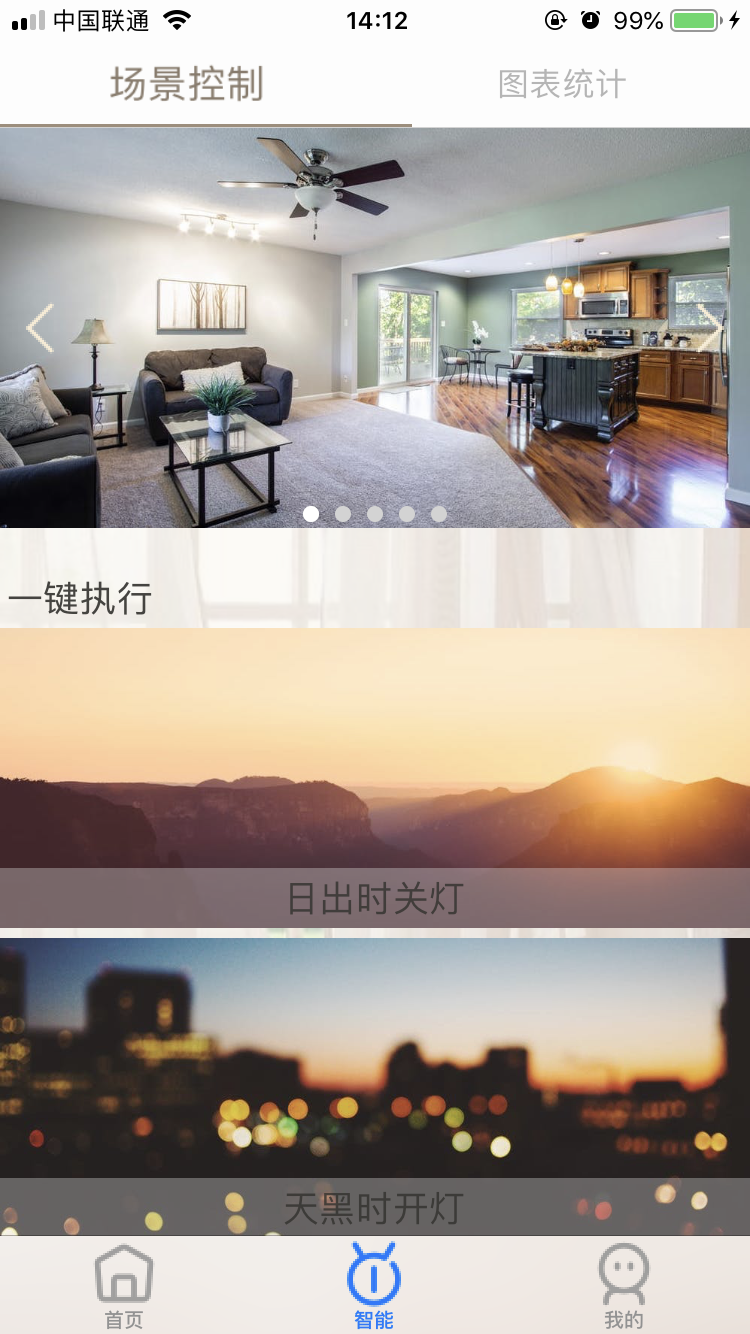 中国联通 14:12 99%
场景控制 图表统计
一键执行
日出时关灯
天黑时开灯
首页 智能 我的